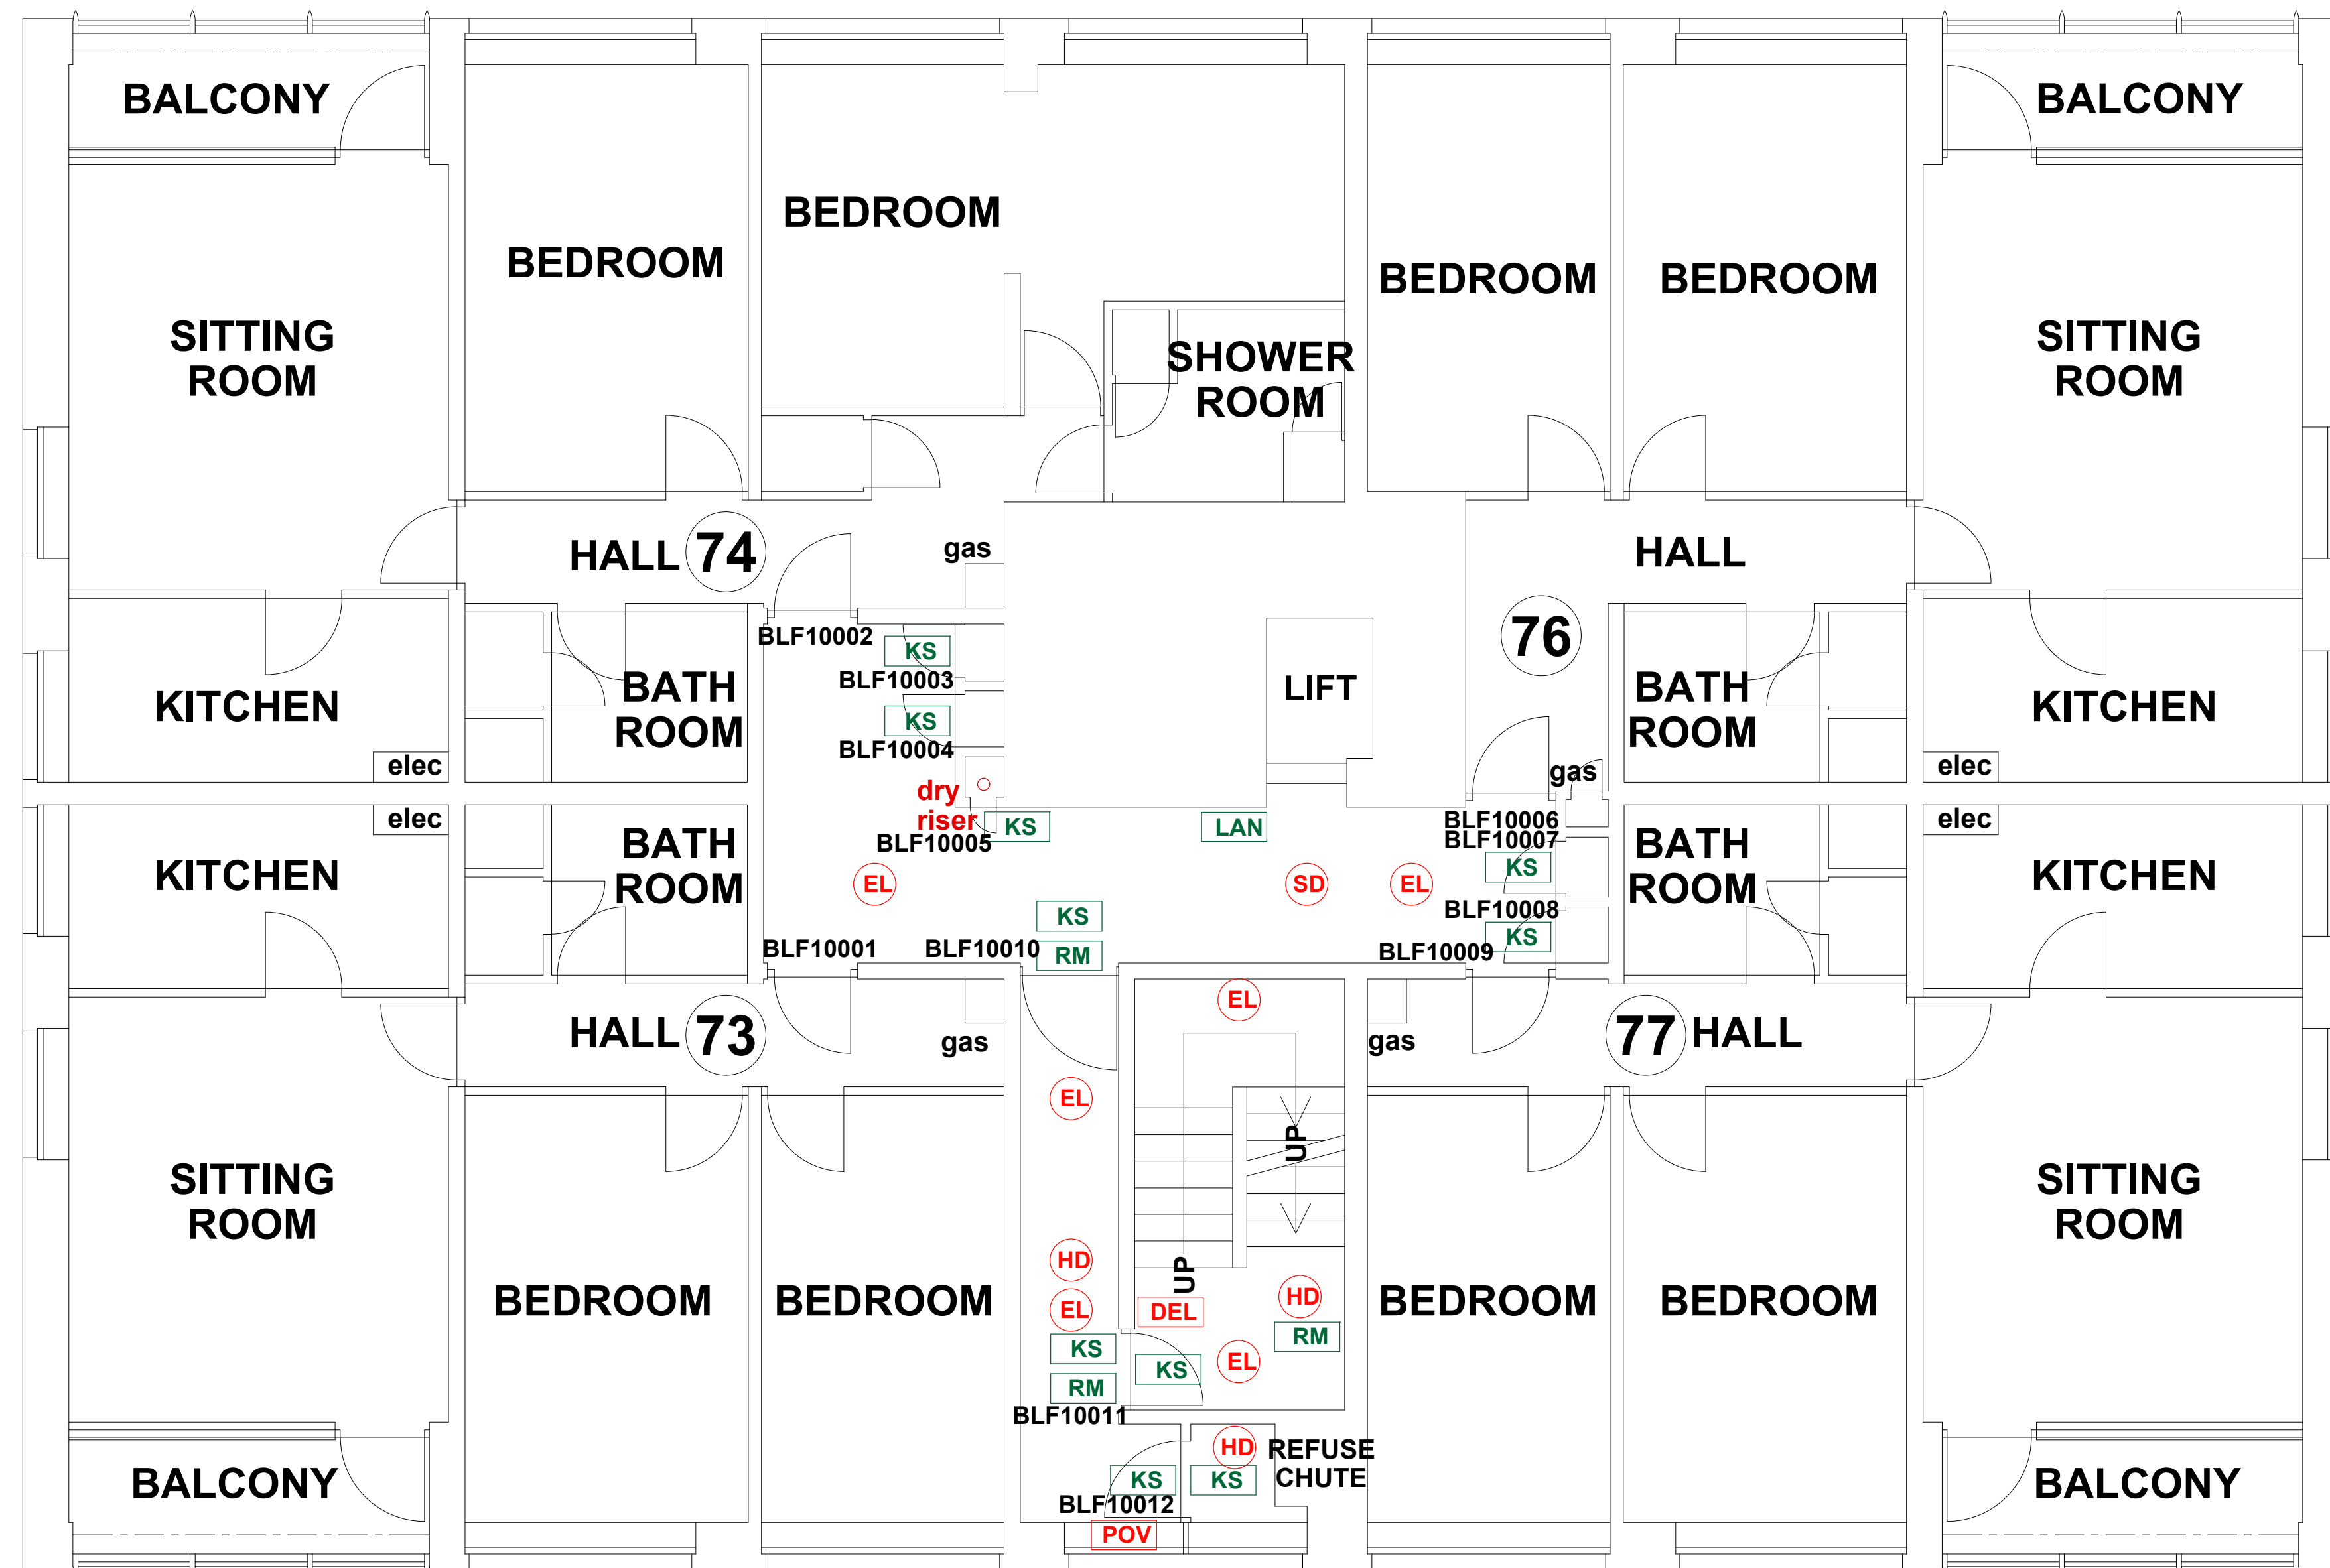 BALCONY
BALCONY
BEDROOM
BEDROOM
BEDROOM
BEDROOM
SITTING
ROOM
SHOWER
ROOM
SITTING
ROOM
HALL
74
gas
HALL
76
BLF10002
KS
BLF10003
KS
BLF10004
KITCHEN
BATH
ROOM
LIFT
BATH
ROOM
KITCHEN
elec
gas
elec
dry
riser
BLF10005
KS
LAN
BLF10006
BLF10007
KS
elec
elec
KITCHEN
BATH
ROOM
EL
SD
EL
BATH
ROOM
KITCHEN
BLF10008
KS
KS
RM
BLF10001
BLF10010
BLF10009
EL
HALL
73
gas
gas
77
HALL
EL
UP
SITTING
ROOM
SITTING
ROOM
HD
UP
HD
EL
DEL
BEDROOM
BEDROOM
BEDROOM
BEDROOM
KS
RM
KS
EL
RM
BLF10011
HD
REFUSE
CHUTE
BALCONY
KS
KS
BALCONY
BLF10012
POV